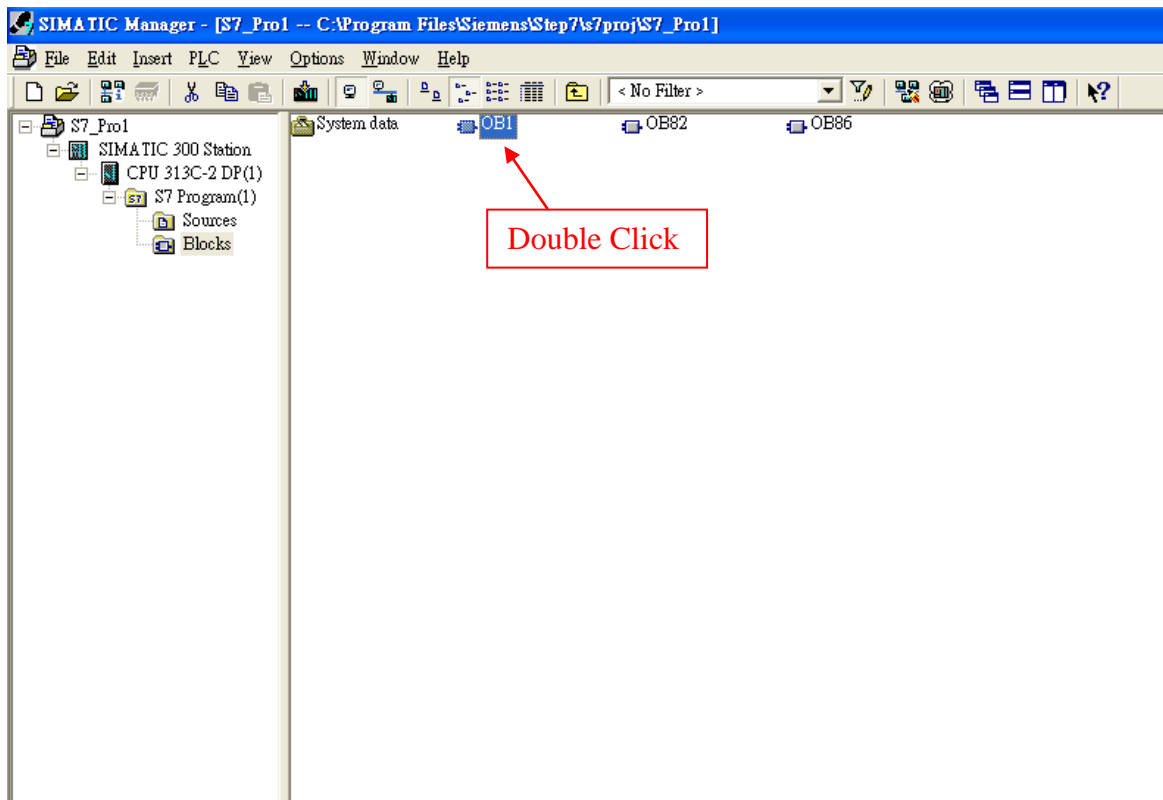 SIMATIC Manager - [S7_Pro1 -- C:\Program Files\Siemens\Step7\s7proj\S7_Pro1]
File Edit Insert PLC View Options Window Help
< No Filter >
S7_Pro1
SIMATIC 300 Station
CPU 313C-2 DP(1)
S7 Program(1)
Sources
Blocks
System data OB1 OB82 OB86
Double Click